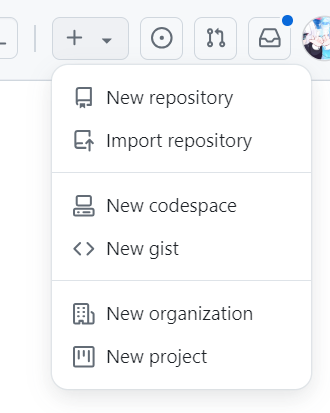 New repository
Import repository
New codespace
New gist
New organization
New project